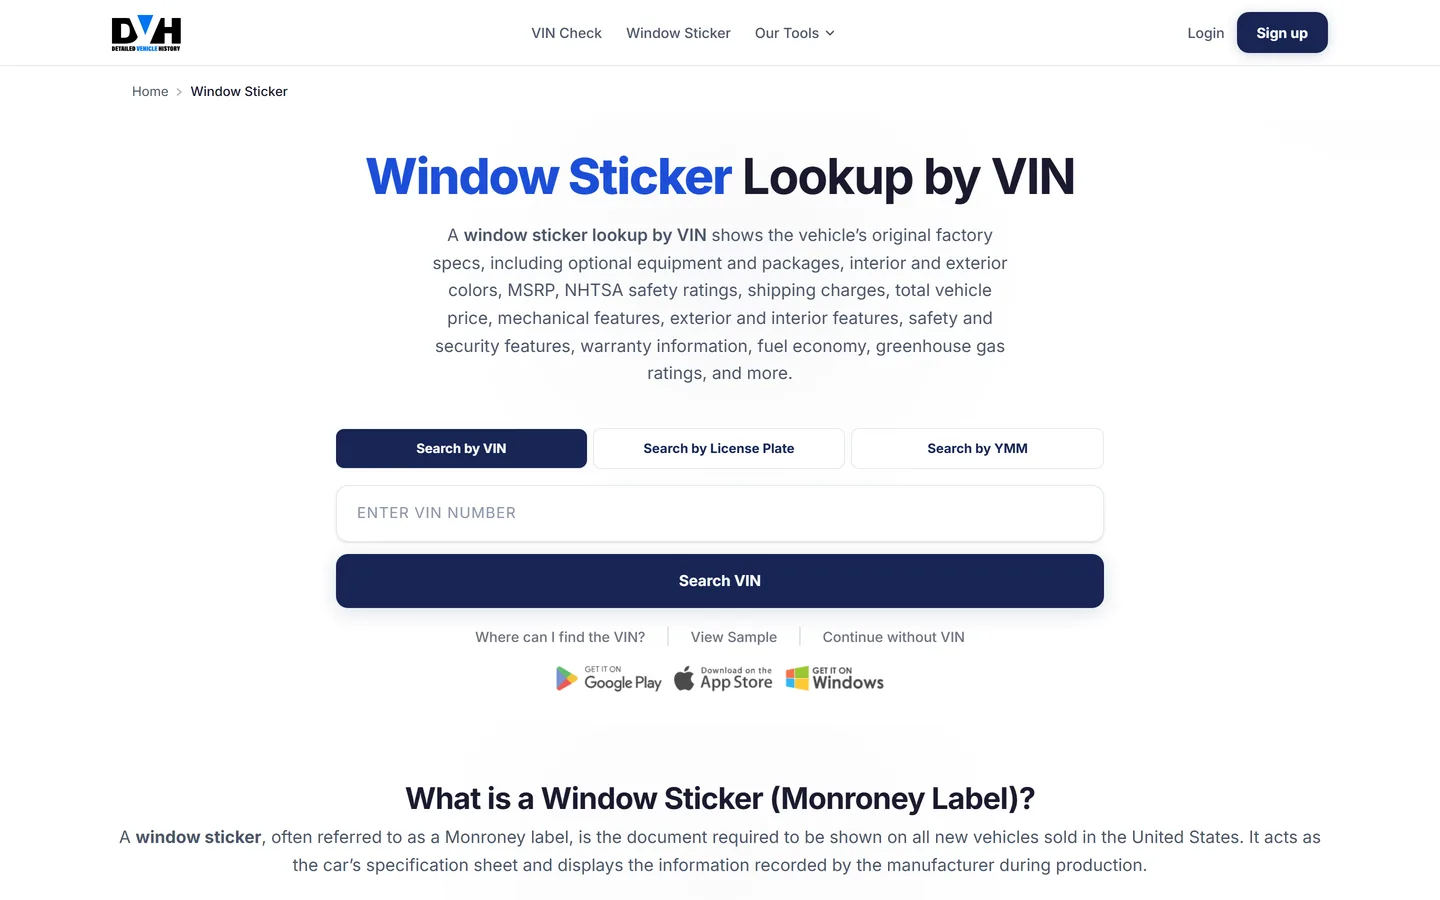 DVH
DETAILED VEHICLE HISTORY
VIN Check
Window Sticker
Our Tools
Login
Sign up
Home > Window Sticker
Window Sticker Lookup by VIN
A window sticker lookup by VIN shows the vehicle’s original factory
specs, including optional equipment and packages, interior and exterior
colors, MSRP, NHTSA safety ratings, shipping charges, total vehicle
price, mechanical features, exterior and interior features, safety and
security features, warranty information, fuel economy, greenhouse gas
ratings, and more.
Search by VIN
Search by License Plate
Search by YMM
ENTER VIN NUMBER
Search VIN
Where can I find the VIN?
View Sample
Continue without VIN
GET IT ON
Google Play
Download on the
App Store
GET IT ON
Windows
What is a Window Sticker (Monroney Label)?
A window sticker, often referred to as a Monroney label, is the document required to be shown on all new vehicles sold in the United States. It acts as
the car’s specification sheet and displays the information recorded by the manufacturer during production.